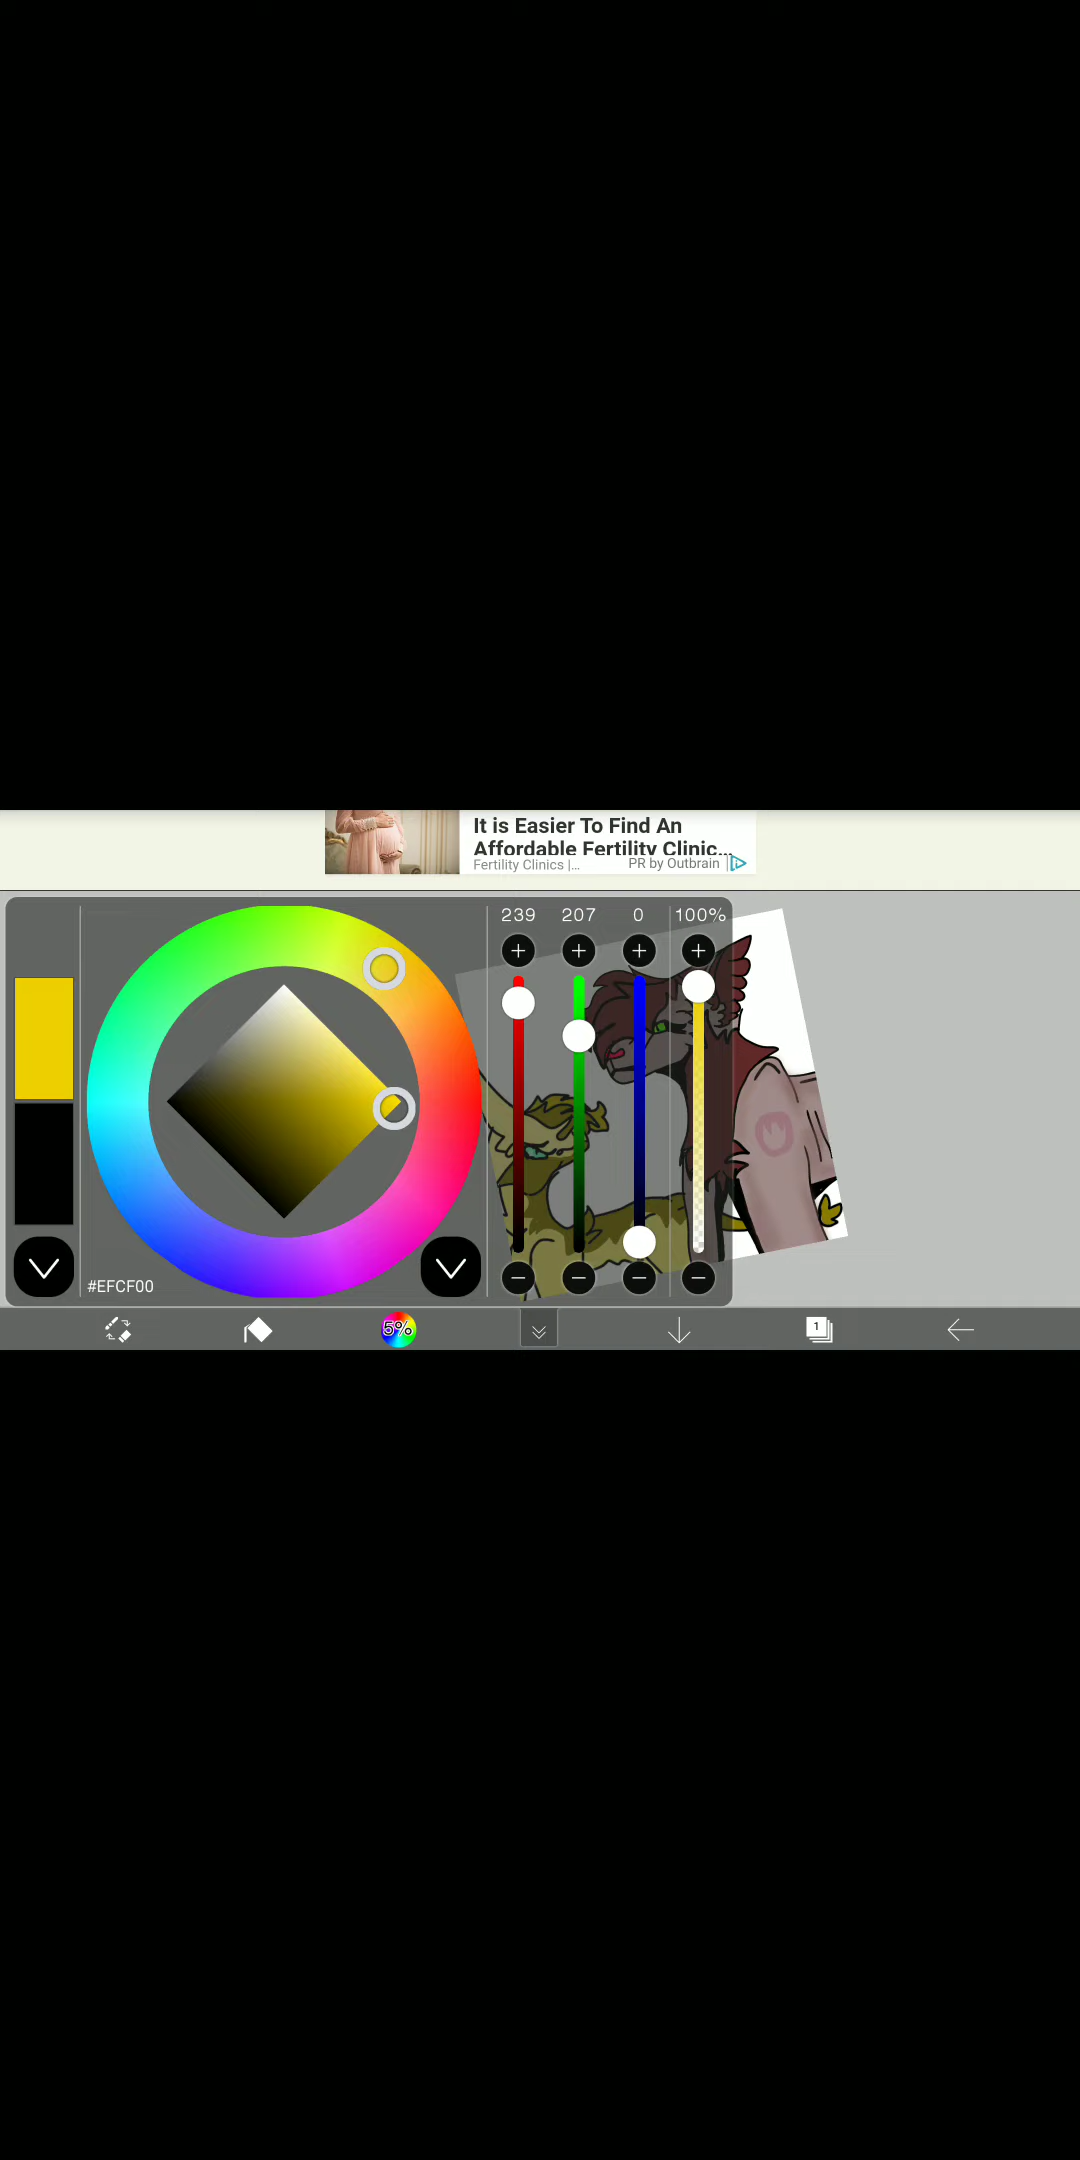 It is Easier To Find An
Affordable Fertility Clinic...
Fertility Clinics |...
PR by Outbrain
239 207 0 100%
#EFCF00
5%
1